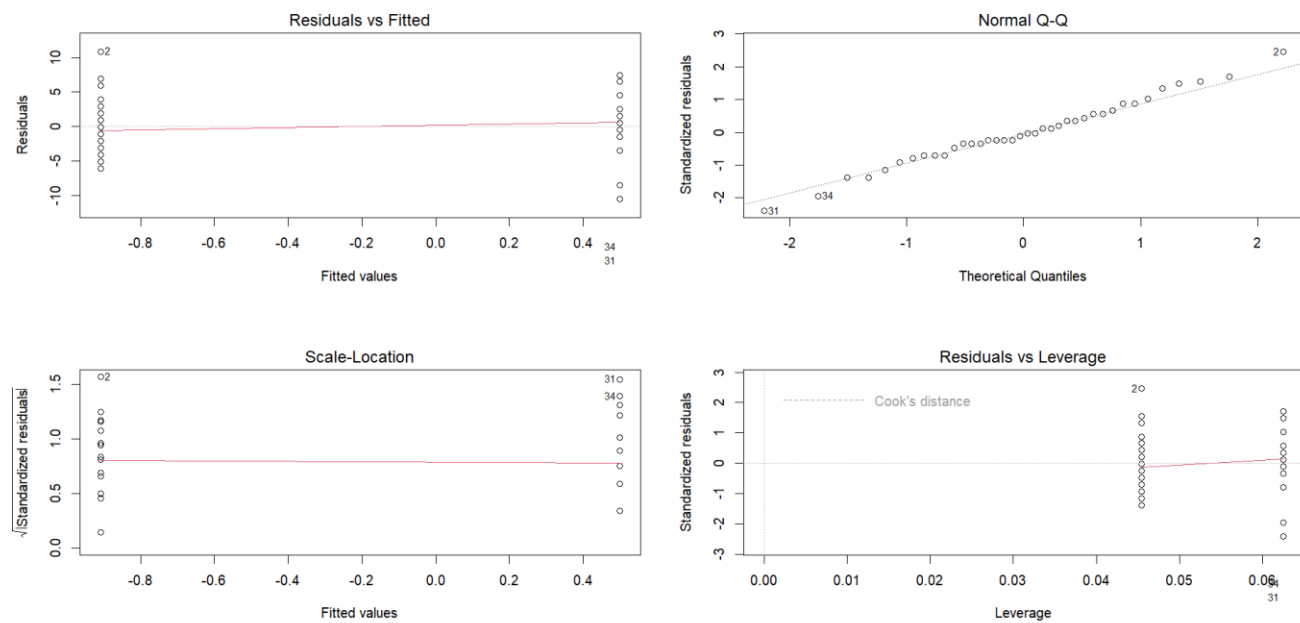 Residuals vs Fitted
Residuals
10
5
0
-5
-10
2
-0.8 -0.6 -0.4 -0.2 0.0 0.2 0.4
34
31
Fitted values
Normal Q-Q
Standardized residuals
3
2
1
0
-1
-2
2
34
31
-2 -1 0 1 2
Theoretical Quantiles
Scale-Location
√|Standardized residuals|
1.5
1.0
0.5
0.0
2
31
34
-0.8 -0.6 -0.4 -0.2 0.0 0.2 0.4
Fitted values
Residuals vs Leverage
Standardized residuals
3
2
1
0
-1
-2
-3
2
Cook's distance
0.00 0.01 0.02 0.03 0.04 0.05 0.06
34
31
Leverage